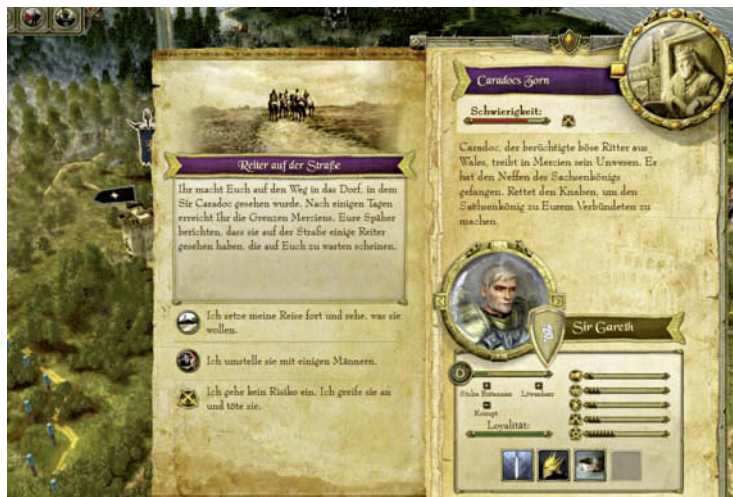 Reiter auf der Straße
Ihr macht Euch auf den Weg in das Dorf, in dem
Sir Caradoc gesehen wurde. Nach einigen Tagen
erreicht Ihr die Grenzen Merciens. Eure Späher
berichten, dass sie auf der Straße einige Reiter
gesehen haben, die auf Euch zu warten scheinen.
Ich setze meine Reise fort und sehe, was sie
wollen.
Ich umstelle sie mit einigen Männern.
Ich gehe kein Risiko ein. Ich greife sie an
und töte sie.
Caradocs Zorn
Schwierigkeit:
Caradoc, der berüchtigte böse Ritter aus
Wales, treibt in Mercien sein Unwesen. Er
hat den Neffen des Sachsenkönigs
gefangen. Rettet den Knaben, um den
Sachsenkönig zu Eurem Verbündeten zu
machen.
Sir Gareth
6
Löwenherz
Loyalität: